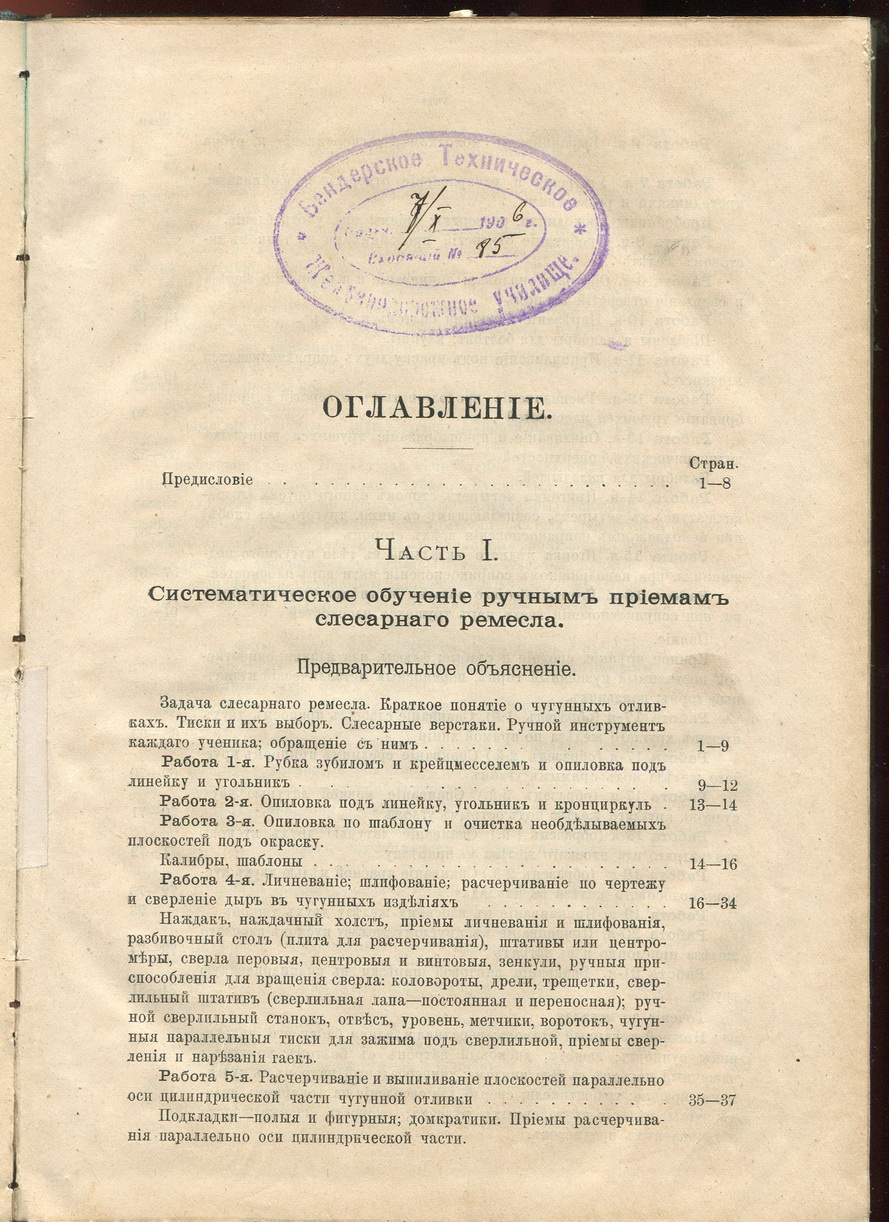 Бендерское Техническое
7/X 1906 г.
Входящий № 85
Училище.
ОГЛАВЛЕНІЕ.
Стран.
Предисловіе . . . . . . . . . . . . . . . . . . . . . . 1—8
Часть I.
Систематическое обученіе ручнымъ пріемамъ
слесарнаго ремесла.
Предварительное объясненіе.
Задача слесарнаго ремесла. Краткое понятіе о чугунныхъ отлив-
кахъ. Тиски и ихъ выборъ. Слесарные верстаки. Ручной инструментъ
каждаго ученика; обращеніе съ нимъ . . . . . . . . . . . 1—9
Работа 1-я. Рубка зубиломъ и крейцмесселемъ и опиловка подъ
линейку и угольникъ . . . . . . . . . . . . . . . 9—12
Работа 2-я. Опиловка подъ линейку, угольникъ и кронциркуль . 13—14
Работа 3-я. Опиловка по шаблону и очистка необдѣлываемыхъ
плоскостей подъ окраску.
Калибры, шаблоны . . . . . . . . . . . . . . . . . . 14—16
Работа 4-я. Личневаніе; шлифованіе; расчерчиваніе по чертежу
и сверленіе дыръ въ чугунныхъ издѣліяхъ . . . . . . . . . . 16—34
Наждакъ, наждачный холстъ, пріемы личневанія и шлифованія,
разбивочный столъ (плита для расчерчиванія), штативы или центро-
мѣры, сверла перовыя, центровыя и винтовыя, зенкули, ручныя при-
способленія для вращенія сверла: коловороты, дрели, трещетки, свер-
лильный штативъ (сверлильная лапа—постоянная и переносная); руч-
ной сверлильный станокъ, отвѣсъ, уровень, метчики, воротокъ, чугун-
ныя параллельныя тиски для зажима подъ сверлильной, пріемы свер-
ленія и нарѣзанія гаекъ.
Работа 5-я. Расчерчиваніе и выпиливаніе плоскостей параллельно
оси цилиндрической части чугунной отливки . . . . . . . . . . 35—37
Подкладки—полыя и фигурныя; домкратики. Пріемы расчерчива-
нія параллельно оси цилиндрической части.